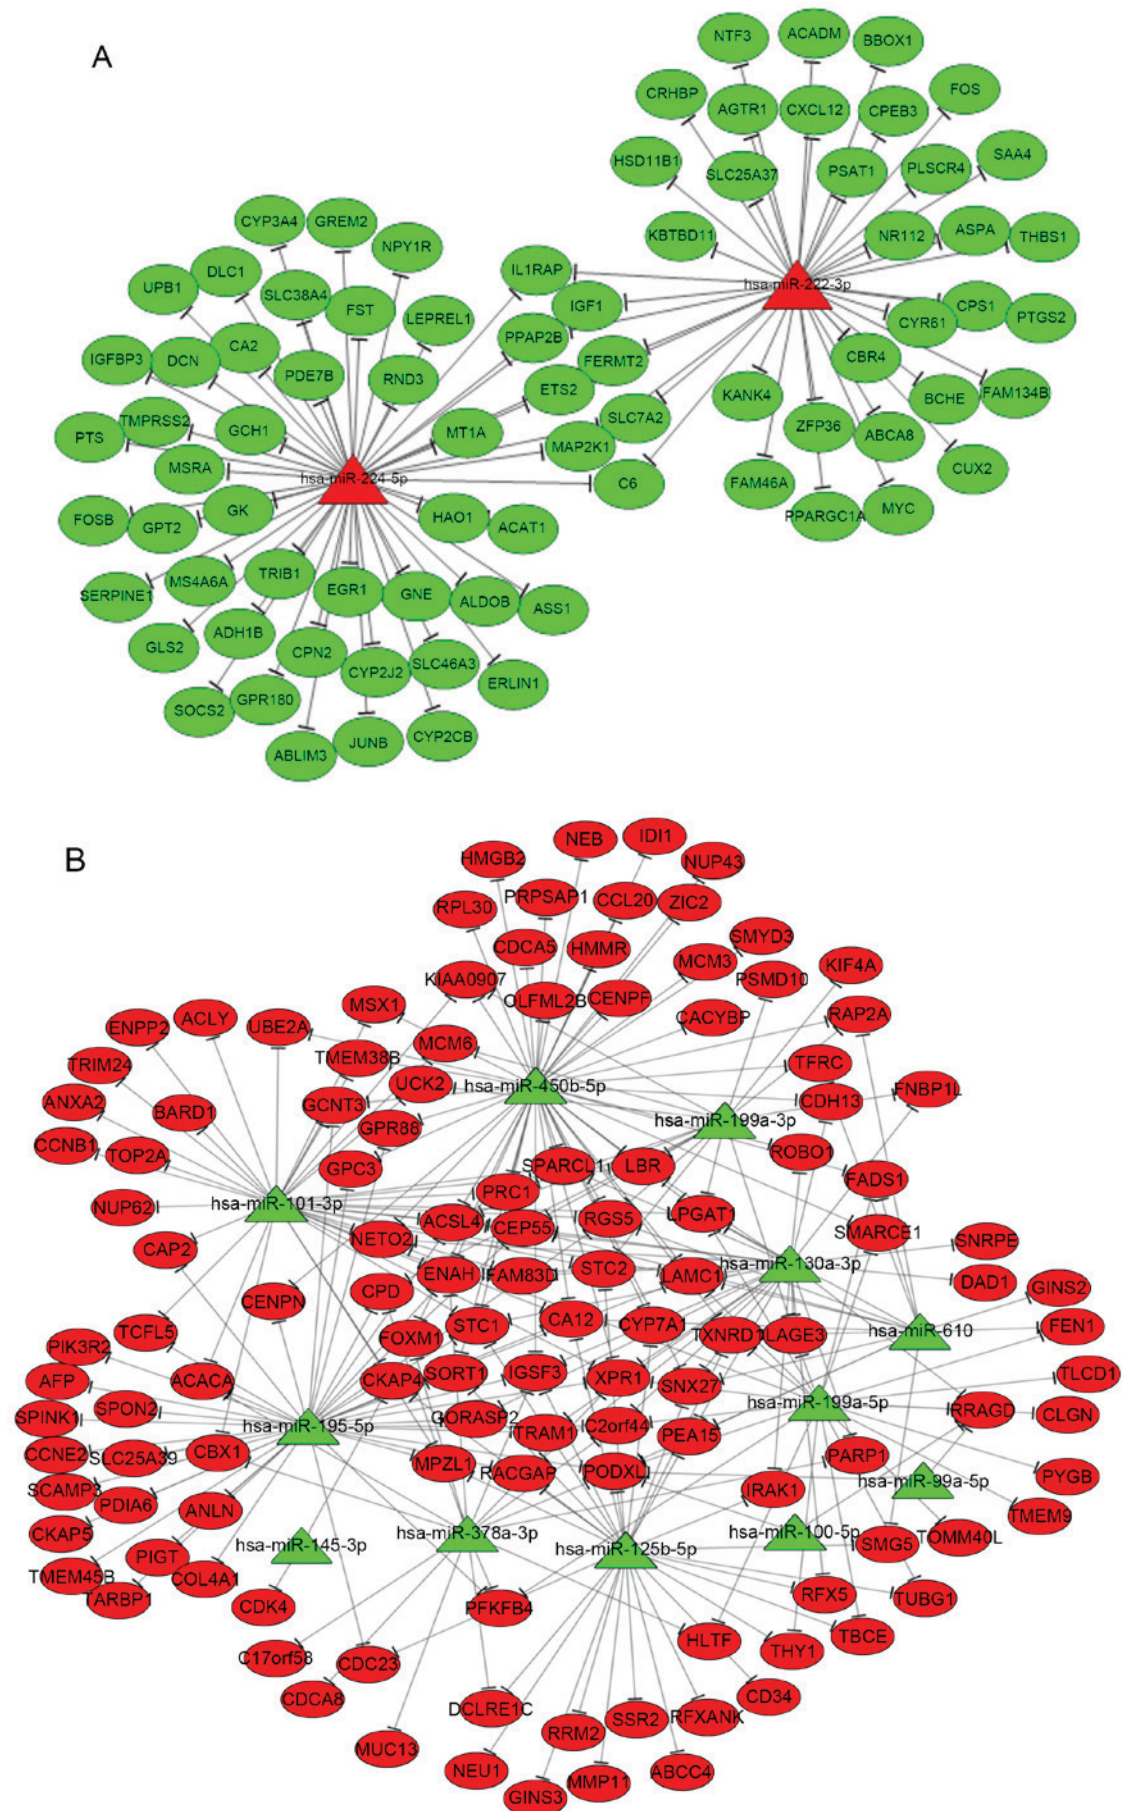 A
NTF3
ACADM
BBOX1
CRHBP
AGTR1
CXCL12
CPEB3
FOS
HSD11B1
SLC25A37
PSAT1
PLSCR4
SAA4
KBTBD11
NR112
ASPA
THBS1
hsa-miR-222-3p
CYP3A4
GREM2
NPY1R
UPB1
DLC1
SLC38A4
FST
LEPREL1
IL1RAP
IGF1
PPAP2B
FERMT2
CYR61
CPS1
PTGS2
IGFBP3
DCN
CA2
PDE7B
RND3
ETS2
CBR4
KANK4
BCHE
FAM134B
PTS
TMPRSS2
GCH1
MT1A
MAP2K1
SLC7A2
ZFP36
ABCA8
CUX2
MSRA
hsa-miR-224-5p
C6
FAM46A
PPARGC1A
MYC
FOSB
GPT2
GK
HAO1
ACAT1
SERPINE1
MS4A6A
TRIB1
EGR1
GNE
ALDOB
ASS1
GLS2
ADH1B
CPN2
CYP2J2
SLC46A3
ERLIN1
SOCS2
GPR180
ABLIM3
JUNB
CYP2CB
B
HMGB2
NEB
IDI1
NUP43
RPL30
PRPSAP1
CCL20
ZIC2
CDCA5
HMMR
MCM3
SMYD3
KIAA0907
OLFML2B
CENPF
PSMD10
KIF4A
CACYBP
RAP2A
ENPP2
ACLY
UBE2A
MSX1
TMEM38B
MCM6
TRIM24
UCK2
hsa-miR-450b-5p
TFRC
FNBP1L
ANXA2
BARD1
GCNT3
GPR88
CDH13
hsa-miR-199a-3p
CCNB1
TOP2A
GPC3
SPARCL1
LBR
ROBO1
FADS1
NUP62
hsa-miR-101-3p
PRC1
ACSL4
CEP55
RGS5
LPGAT1
SMARCE1
CAP2
NETO2
ENAH
FAM83D
STC2
LAMC1
hsa-miR-130a-3p
SNRPE
DAD1
GINS2
CENPN
CPD
STC1
CA12
CYP7A1
TXNRD1
LAGE3
hsa-miR-610
FEN1
TCFL5
FOXM1
PIK3R2
ACACA
CKAP4
SORT1
IGSF3
XPR1
SNX27
TLCD1
AFP
SPON2
hsa-miR-195-5p
GORASP2
C2orf44
hsa-miR-199a-5p
RRAGD
CLGN
SPINK1
CCNE2
SLC25A39
CBX1
MPZL1
ITRAM1
PEA15
PARP1
SCAMP3
PDIA6
RACGAP
PODXL
IRAK1
hsa-miR-99a-5p
PYGB
TMEM9
CKAP5
ANLN
hsa-miR-145-3p
hsa-miR-378a-3p
hsa-miR-125b-5p
hsa-miR-100-5p
SMG5
TOMM40L
TMEM45B
PIGT
TARBP1
COL4A1
CDK4
PFKFB4
RFX5
TUBG1
C17orf53
CDC23
HLTF
THY1
TBCE
CDCA8
DCLRE1C
CD34
MUC13
RRM2
SSR2
RFXANK
NEU1
GINS3
MMP11
ABCC4